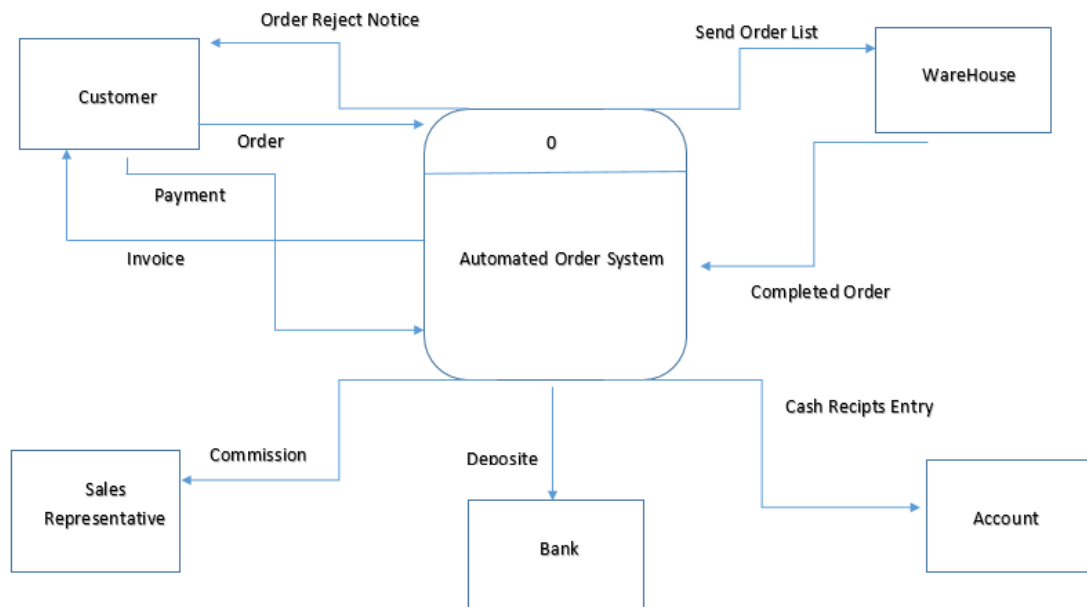 Order Reject Notice
Send Order List
Customer
WareHouse
Order
0
Payment
Invoice
Automated Order System
Completed Order
Cash Recipts Entry
Commission
Deposite
Sales
Representative
Bank
Account